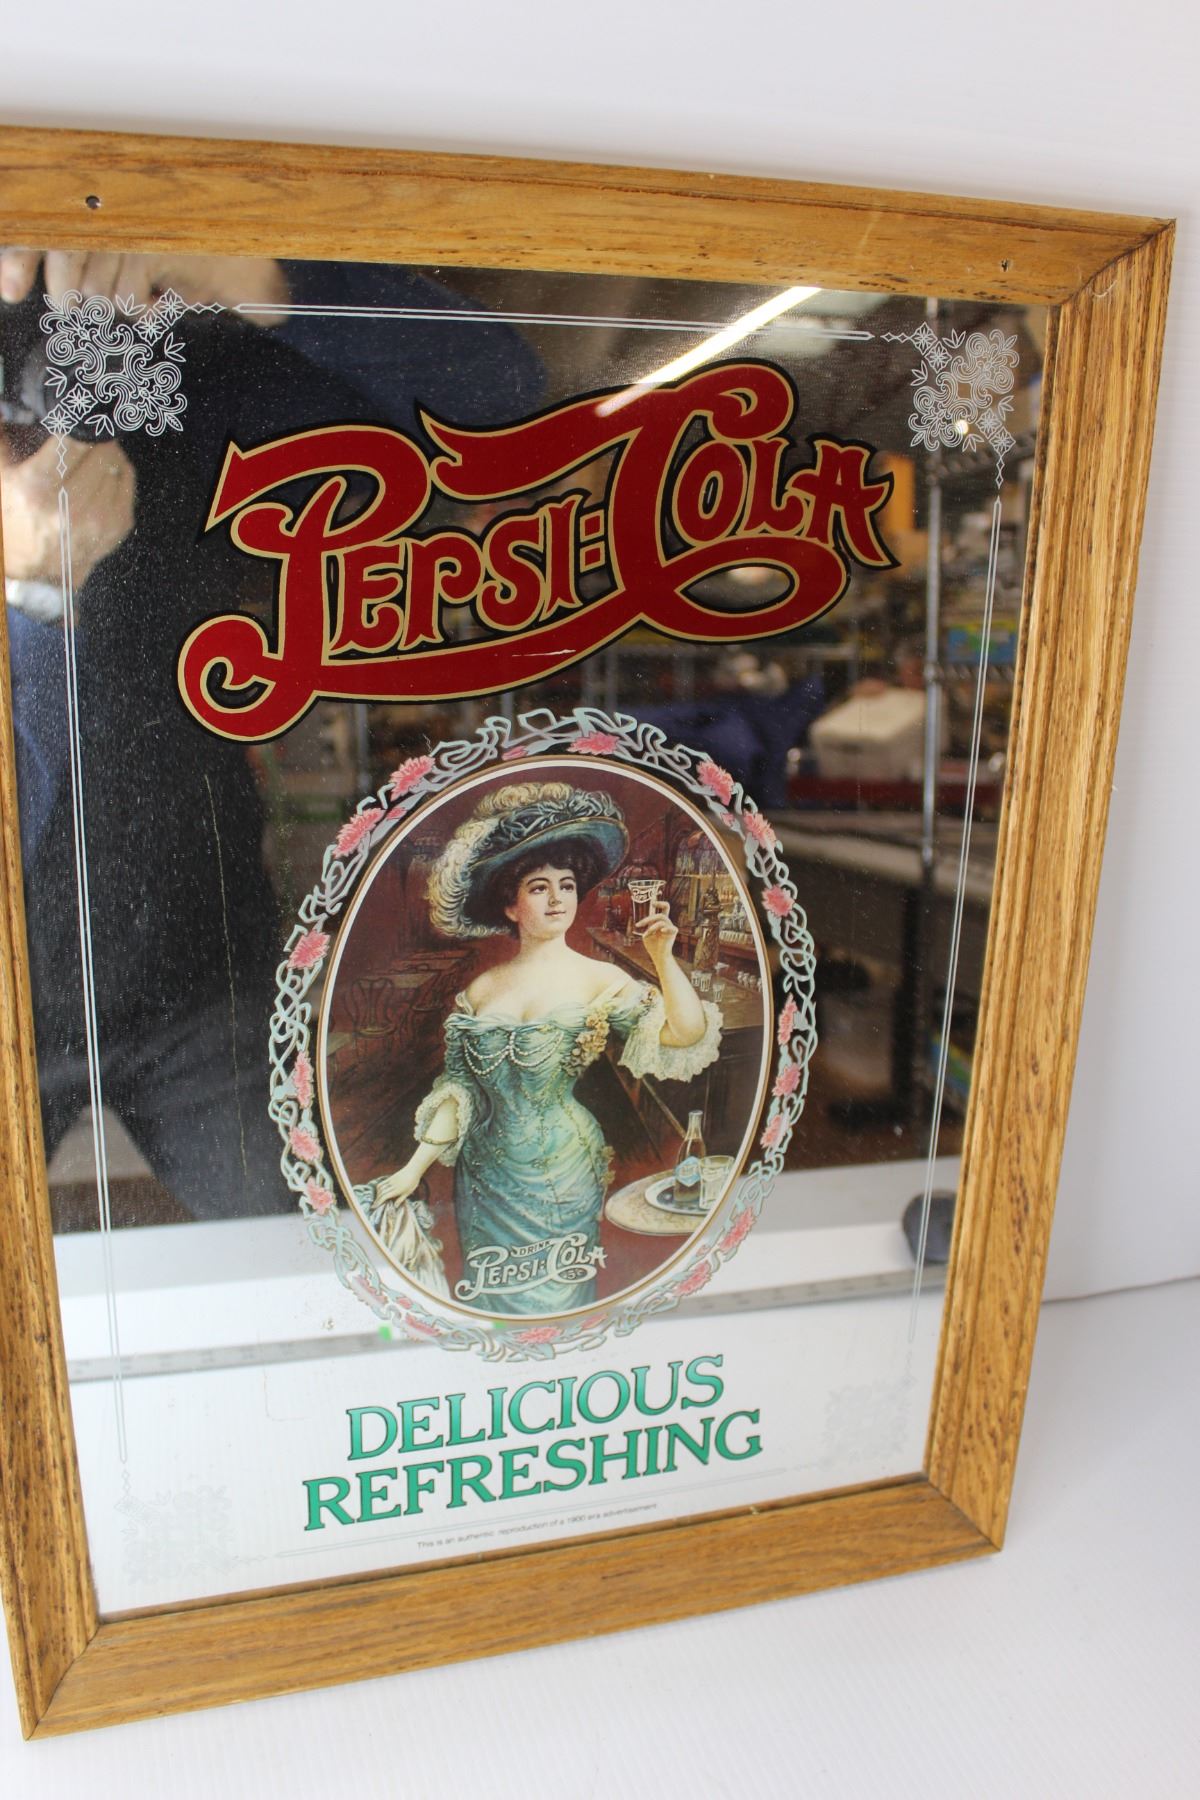 PEPSI:COLA
DRINK
PEPSI:COLA
5¢
DELICIOUS
REFRESHING
This is an authentic reproduction of a 1900 era advertisement